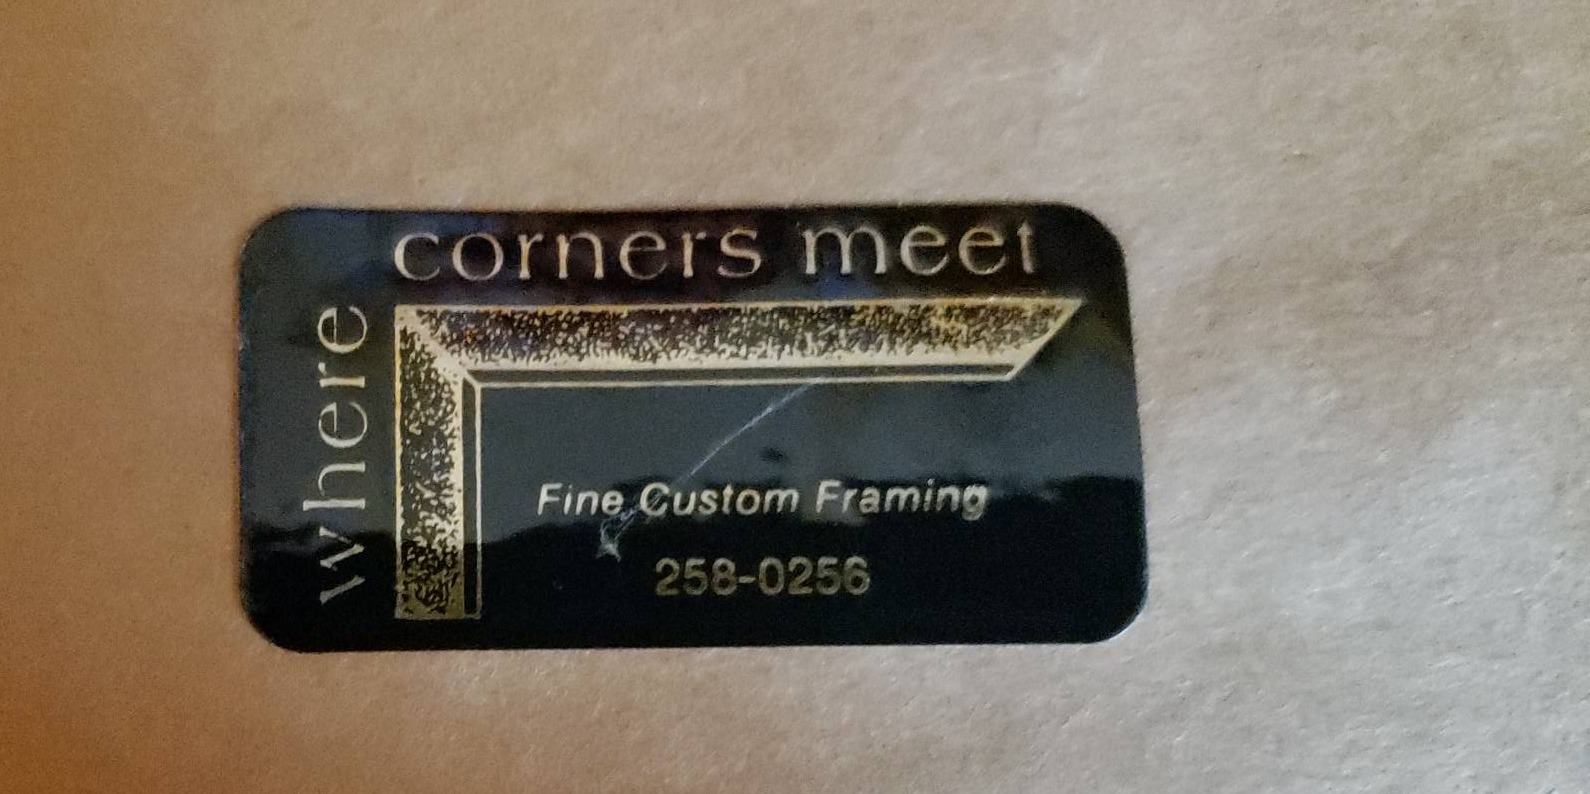 where
corners meet
Fine Custom Framing
258-0256